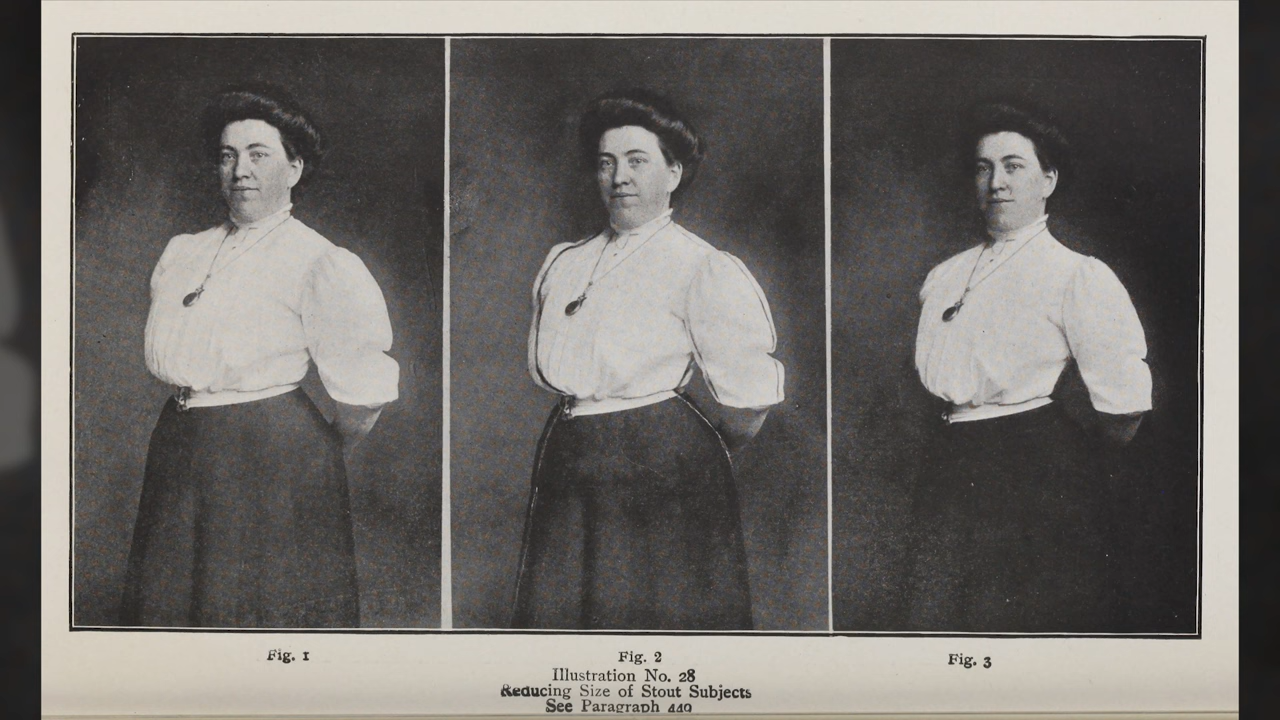 Fig. 1
Fig. 2
Fig. 3
Illustration No. 28
Reducing Size of Stout Subjects
See Paragraph 449